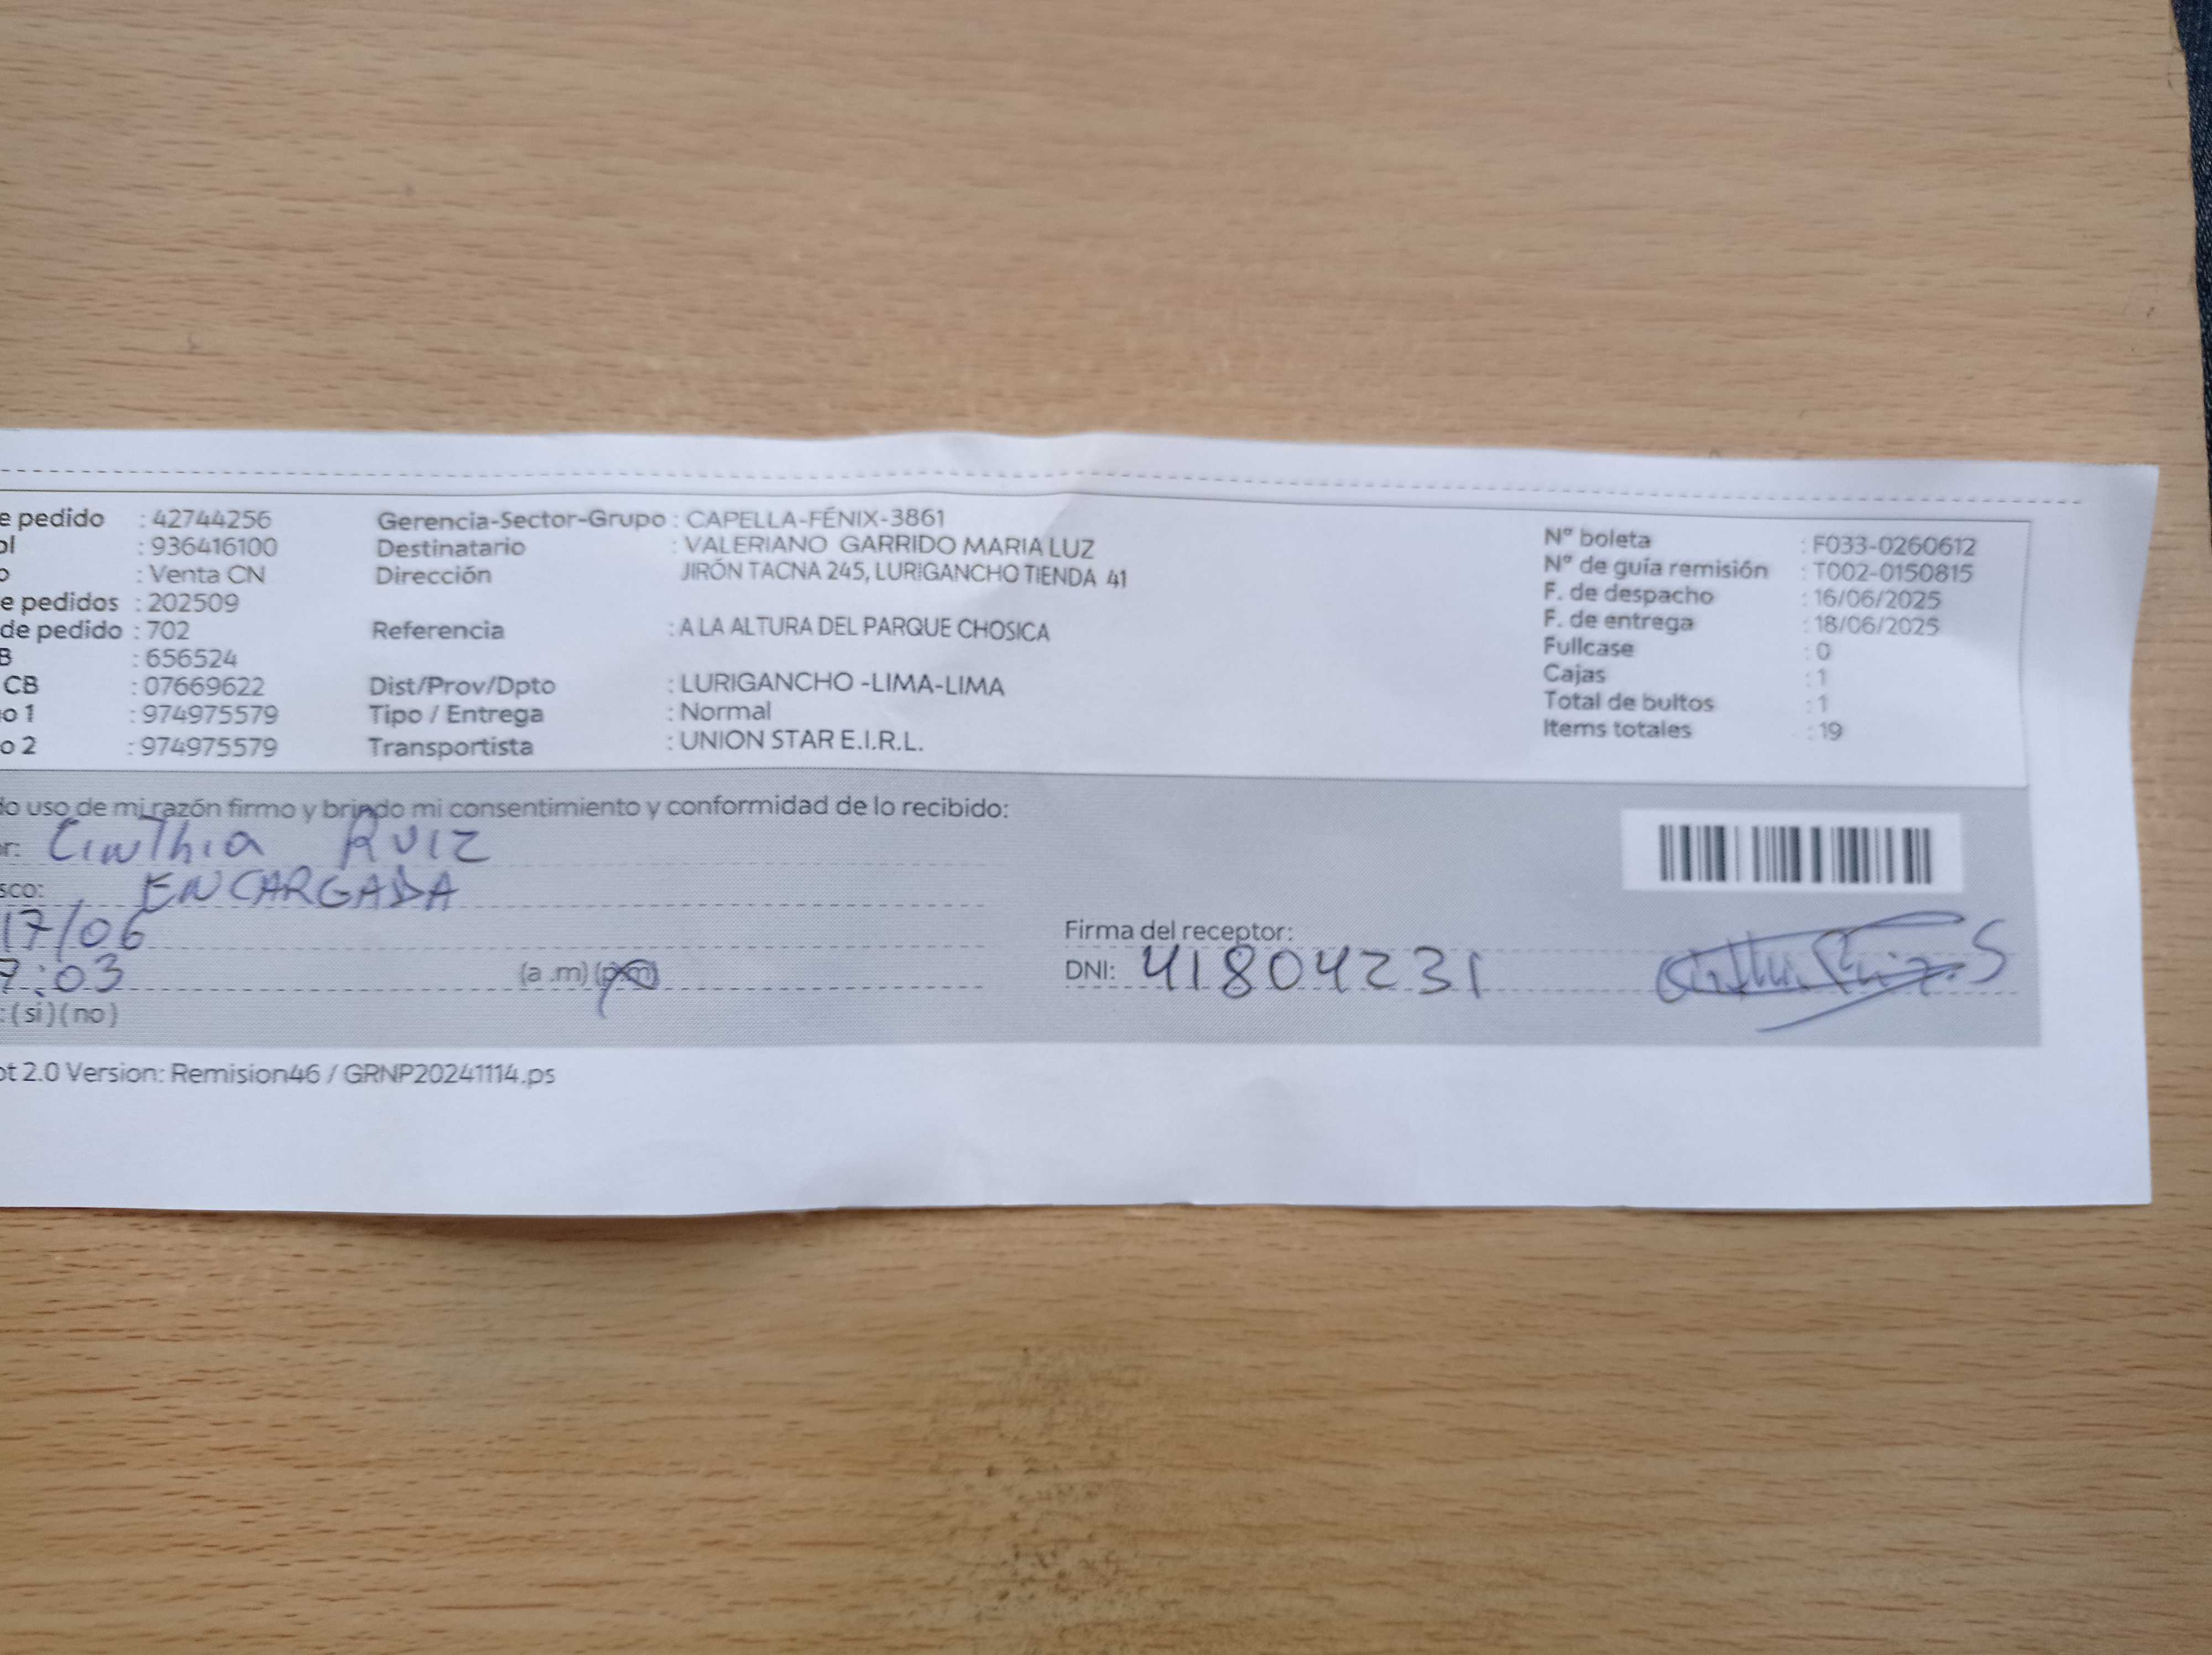 e pedido : 42744256 Gerencia-Sector-Grupo : CAPELLA-FÉNIX-3861
ol : 936416100 Destinatario : VALERIANO GARRIDO MARIA LUZ Nº boleta : F033-0260612
o : Venta CN Dirección JIRÓN TACNA 245, LURIGANCHO TIENDA 41 Nº de guía remisión : T002-0150815
e pedidos : 202509 F. de despacho : 16/06/2025
de pedido : 702 Referencia : A LA ALTURA DEL PARQUE CHOSICA F. de entrega : 18/06/2025
B : 656524 Fullcase : 0
CB : 07669622 Dist/Prov/Dpto : LURIGANCHO -LIMA-LIMA Cajas : 1
o 1 : 974975579 Tipo / Entrega : Normal Total de bultos : 1
o 2 : 974975579 Transportista : UNION STAR E.I.R.L. Items totales : 19
do uso de mi razón firmo y brindo mi consentimiento y conformidad de lo recibido:
or: Cinthia Ruiz
sco: ENCARGADA
17/06 Firma del receptor:
7:03 (a .m) (p.m) DNI: 41804231
: (si) (no)
ot 2.0 Version: Remision46 / GRNP20241114.ps